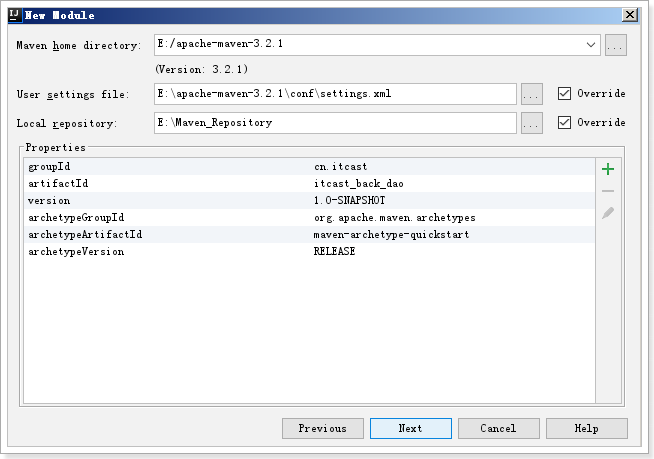 New Module
Maven home directory: E:/apache-maven-3.2.1
(Version: 3.2.1)
User settings file: E:\apache-maven-3.2.1\conf\settings.xml ... Override
Local repository: E:\Maven_Repository ... Override
Properties
groupId cn.itcast
artifactId itcast_back_dao
version 1.0-SNAPSHOT
archetypeGroupId org.apache.maven.archetypes
archetypeArtifactId maven-archetype-quickstart
archetypeVersion RELEASE
Previous Next Cancel Help